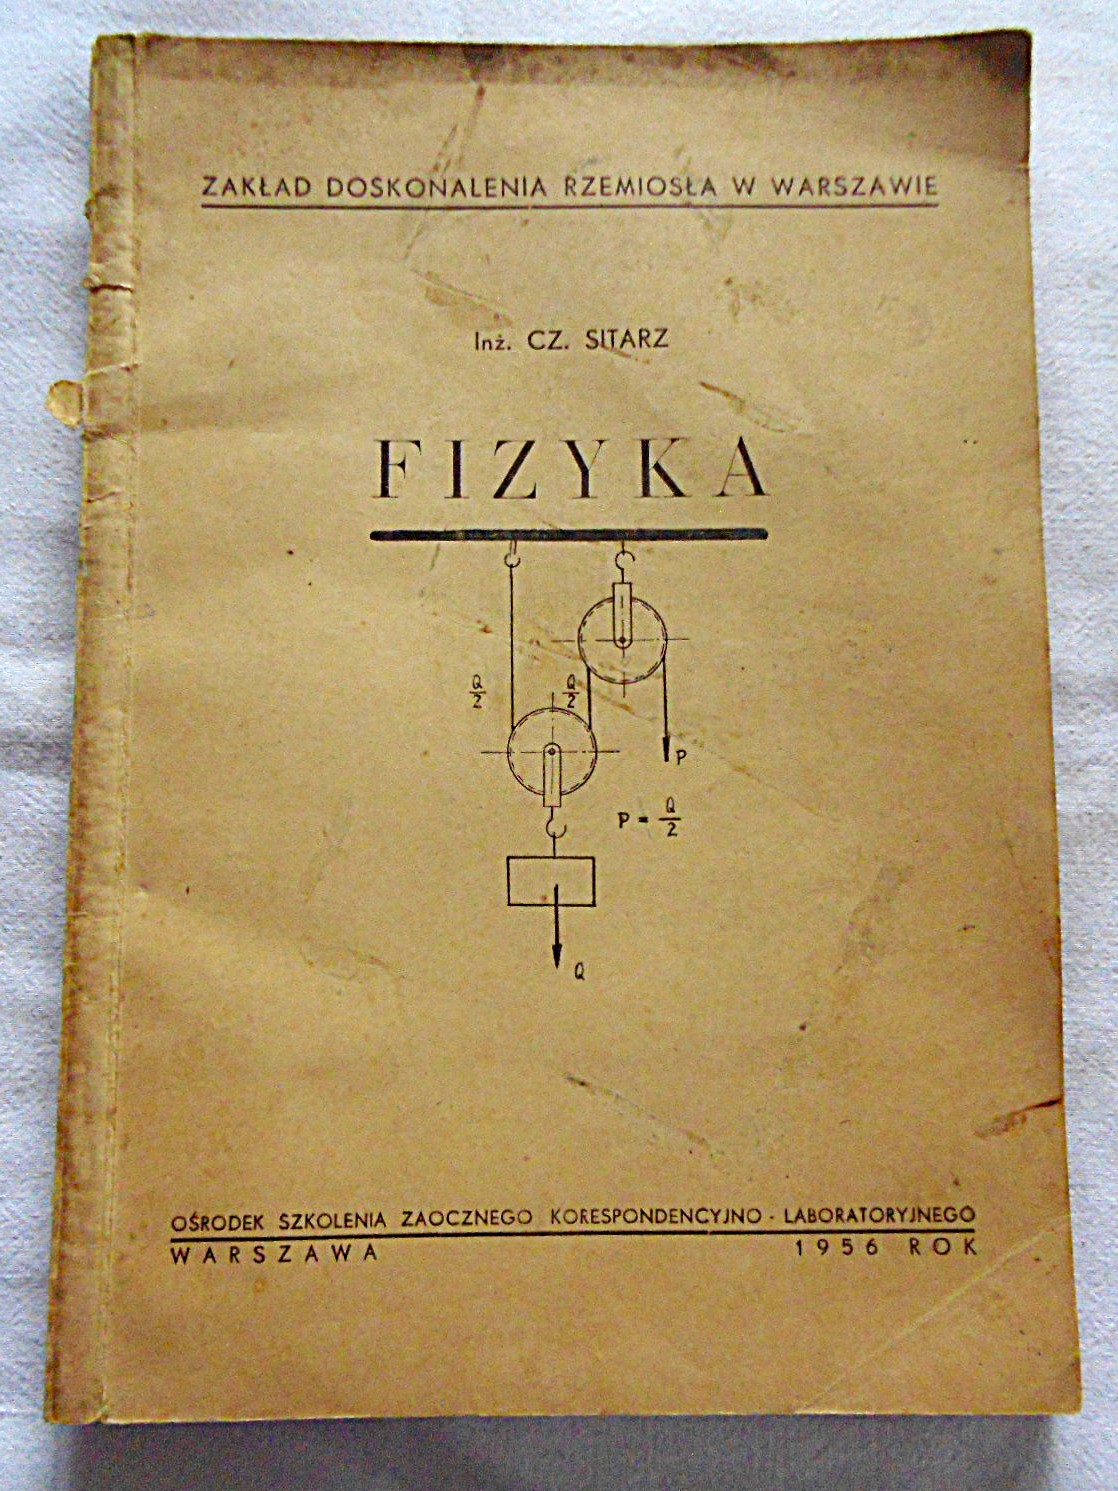 ZAKŁAD DOSKONALENIA RZEMIOSŁA W WARSZAWIE
Inż. CZ. SITARZ
FIZYKA
Q/2 Q/2
P
P = Q/2
Q
OŚRODEK SZKOLENIA ZAOCZNEGO KORESPONDENCYJNO - LABORATORYJNEGO
WARSZAWA 1956 ROK